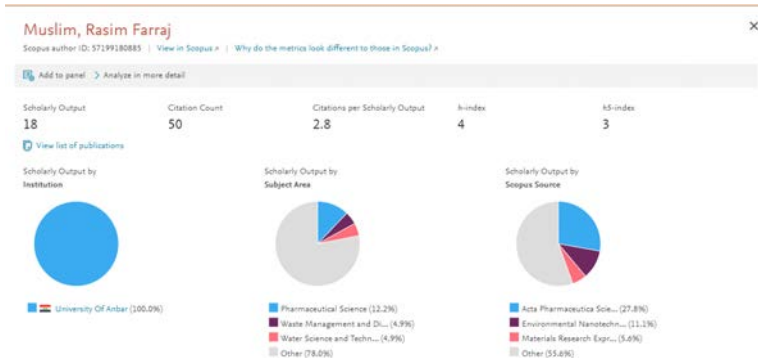 Muslim, Rasim Farraj
Scopus author ID: 57199180885 | View in Scopus | Why do the metrics look different to those in Scopus?
Add to panel > Analyze in more detail
Scholarly Output Citation Count Citations per Scholarly Output h-index h5-index
18 50 2.8 4 3
View list of publications
Scholarly Output by Scholarly Output by Scholarly Output by
Institution Subject Area Scopus Source
University Of Anbar (100.0%) Pharmaceutical Science (12.2%) Acta Pharmaceutica Scie... (27.8%)
Waste Management and Di... (4.9%) Environmental Nanotechn... (11.1%)
Water Science and Techn... (4.9%) Materials Research Expr... (5.6%)
Other (78.0%) Other (55.6%)